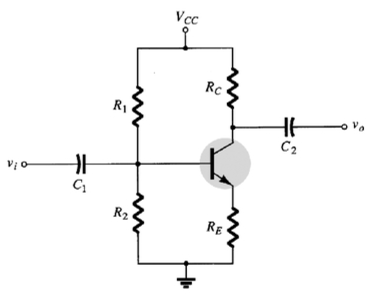 V_CC
R_C
R_1
v_o
C_2
v_i
C_1
R_2
R_E